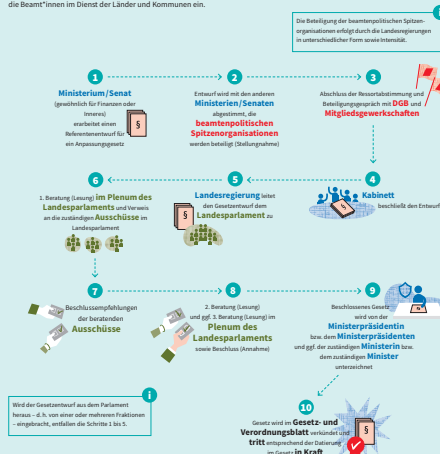 die Beamt*innen im Dienst der Länder und Kommunen ein.
i
Die Beteiligung der beamtenpolitischen Spitzen-
organisationen erfolgt durch die Landesregierungen
in unterschiedlicher Form sowie Intensität.
1
Ministerium/Senat
(gewöhnlich für Finanzen oder
Inneres)
erarbeitet einen
Referentenentwurf für
ein Anpassungsgesetz
§
2
Entwurf wird mit den anderen
Ministerien/Senaten
abgestimmt, die
beamtenpolitischen
Spitzenorganisationen
werden beteiligt (Stellungnahme)
3
Abschluss der Ressortabstimmung und
Beteiligungsgespräch mit DGB und
Mitgliedsgewerkschaften
4
Kabinett
beschließt den Entwurf
§
5
Landesregierung leitet
den Gesetzentwurf dem
Landesparlament zu
§
6
1. Beratung (Lesung) im Plenum des
Landesparlaments und Verweis
an die zuständigen Ausschüsse im
Landesparlament
7
Beschlussempfehlungen
der beratenden
Ausschüsse
8
2. Beratung (Lesung)
und ggf. 3. Beratung (Lesung) im
Plenum des
Landesparlaments
sowie Beschluss (Annahme)
9
Beschlossenes Gesetz
wird von der
Ministerpräsidentin
bzw. dem Ministerpräsidenten
und ggf. der zuständigen Ministerin bzw.
dem zuständigen Minister
unterzeichnet
i
Wird der Gesetzentwurf aus dem Parlament
heraus – d. h. von einer oder mehreren Fraktionen
– eingebracht, entfallen die Schritte 1 bis 5.
10
Gesetz wird im Gesetz- und
Verordnungsblatt verkündet und
tritt entsprechend der Datierung
im Gesetz in Kraft
§